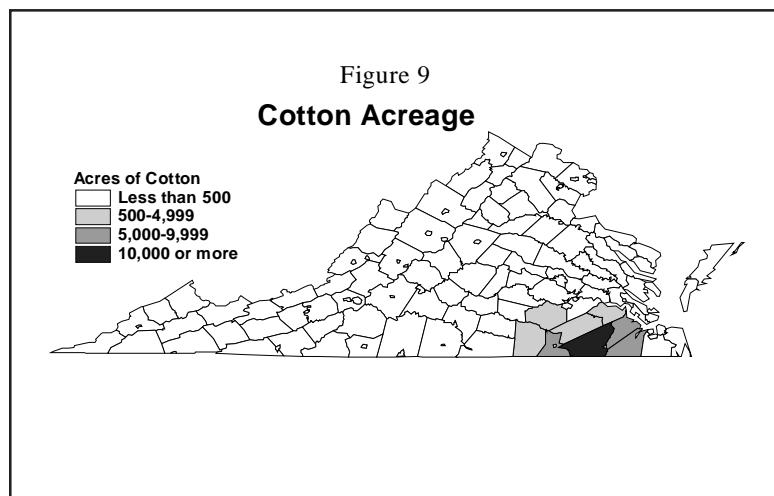 Figure 9
Cotton Acreage
Acres of Cotton
Less than 500
500-4,999
5,000-9,999
10,000 or more